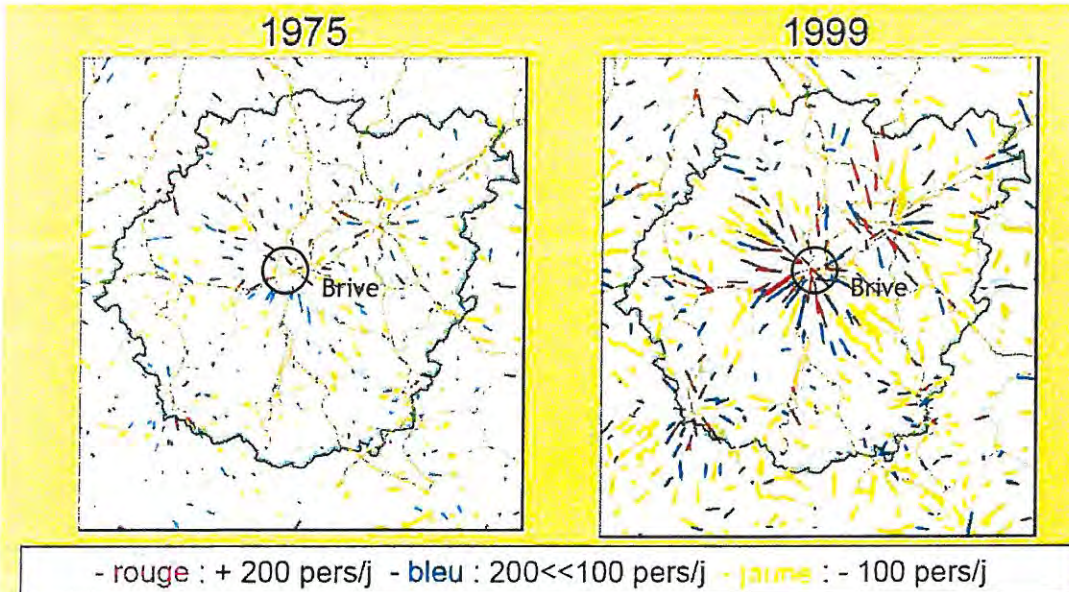 1975
1999
Brive
Brive
- rouge : + 200 pers/j - bleu : 200<<100 pers/j - jaune : - 100 pers/j